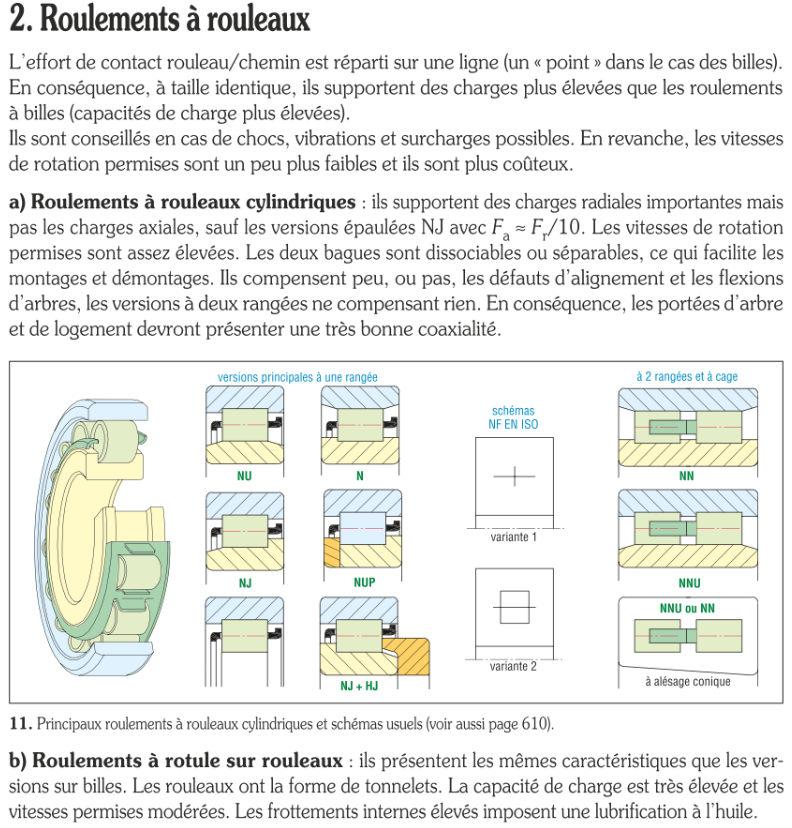 2. Roulements à rouleaux
L'effort de contact rouleau/chemin est réparti sur une ligne (un « point » dans le cas des billes).
En conséquence, à taille identique, ils supportent des charges plus élevées que les roulements
à billes (capacités de charge plus élevées).
Ils sont conseillés en cas de chocs, vibrations et surcharges possibles. En revanche, les vitesses
de rotation permises sont un peu plus faibles et ils sont plus coûteux.
a) Roulements à rouleaux cylindriques : ils supportent des charges radiales importantes mais
pas les charges axiales, sauf les versions épaulées NJ avec Fa ≈ Fr/10. Les vitesses de rotation
permises sont assez élevées. Les deux bagues sont dissociables ou séparables, ce qui facilite les
montages et démontages. Ils compensent peu, ou pas, les défauts d'alignement et les flexions
d'arbres, les versions à deux rangées ne compensant rien. En conséquence, les portées d'arbre
et de logement devront présenter une très bonne coaxialité.
versions principales à une rangée
NU
N
NJ
NUP
NJ + HJ
schémas
NF EN ISO
variante 1
variante 2
à 2 rangées et à cage
NN
NNU
NNU ou NN
à alésage conique
11. Principaux roulements à rouleaux cylindriques et schémas usuels (voir aussi page 610).
b) Roulements à rotule sur rouleaux : ils présentent les mêmes caractéristiques que les ver-
sions sur billes. Les rouleaux ont la forme de tonnelets. La capacité de charge est très élevée et les
vitesses permises modérées. Les frottements internes élevés imposent une lubrification à l'huile.